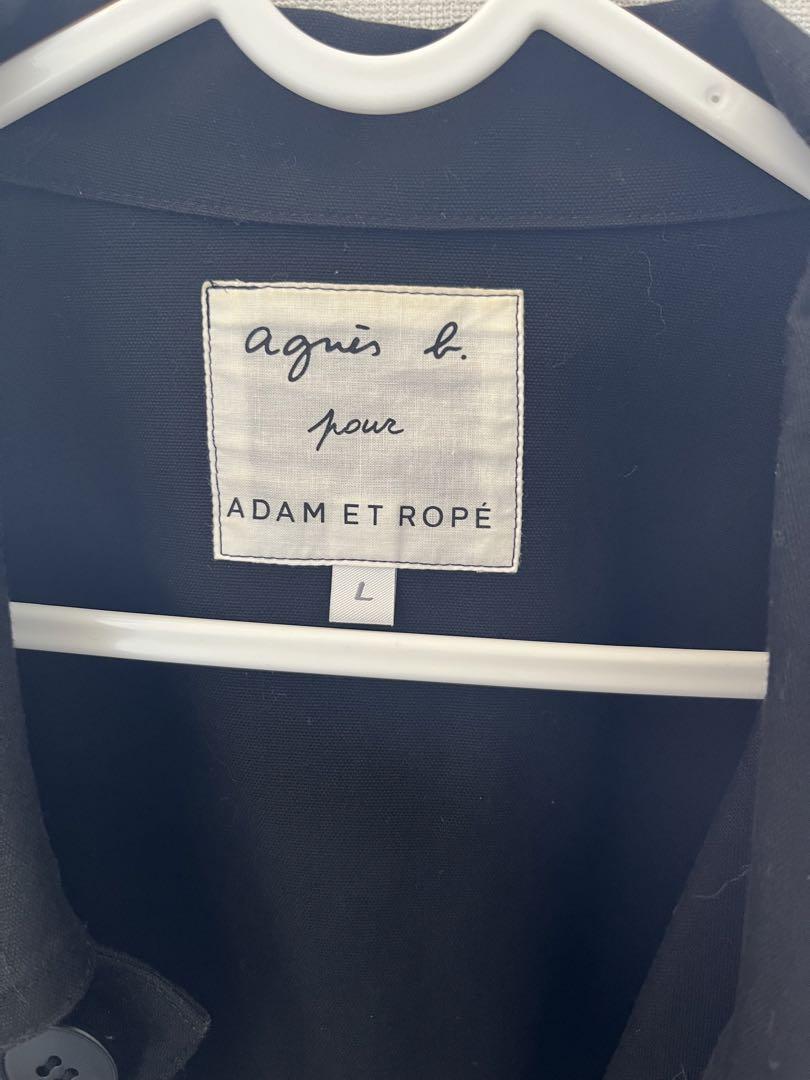 agnès b.
pour
ADAM ET ROPÉ
L